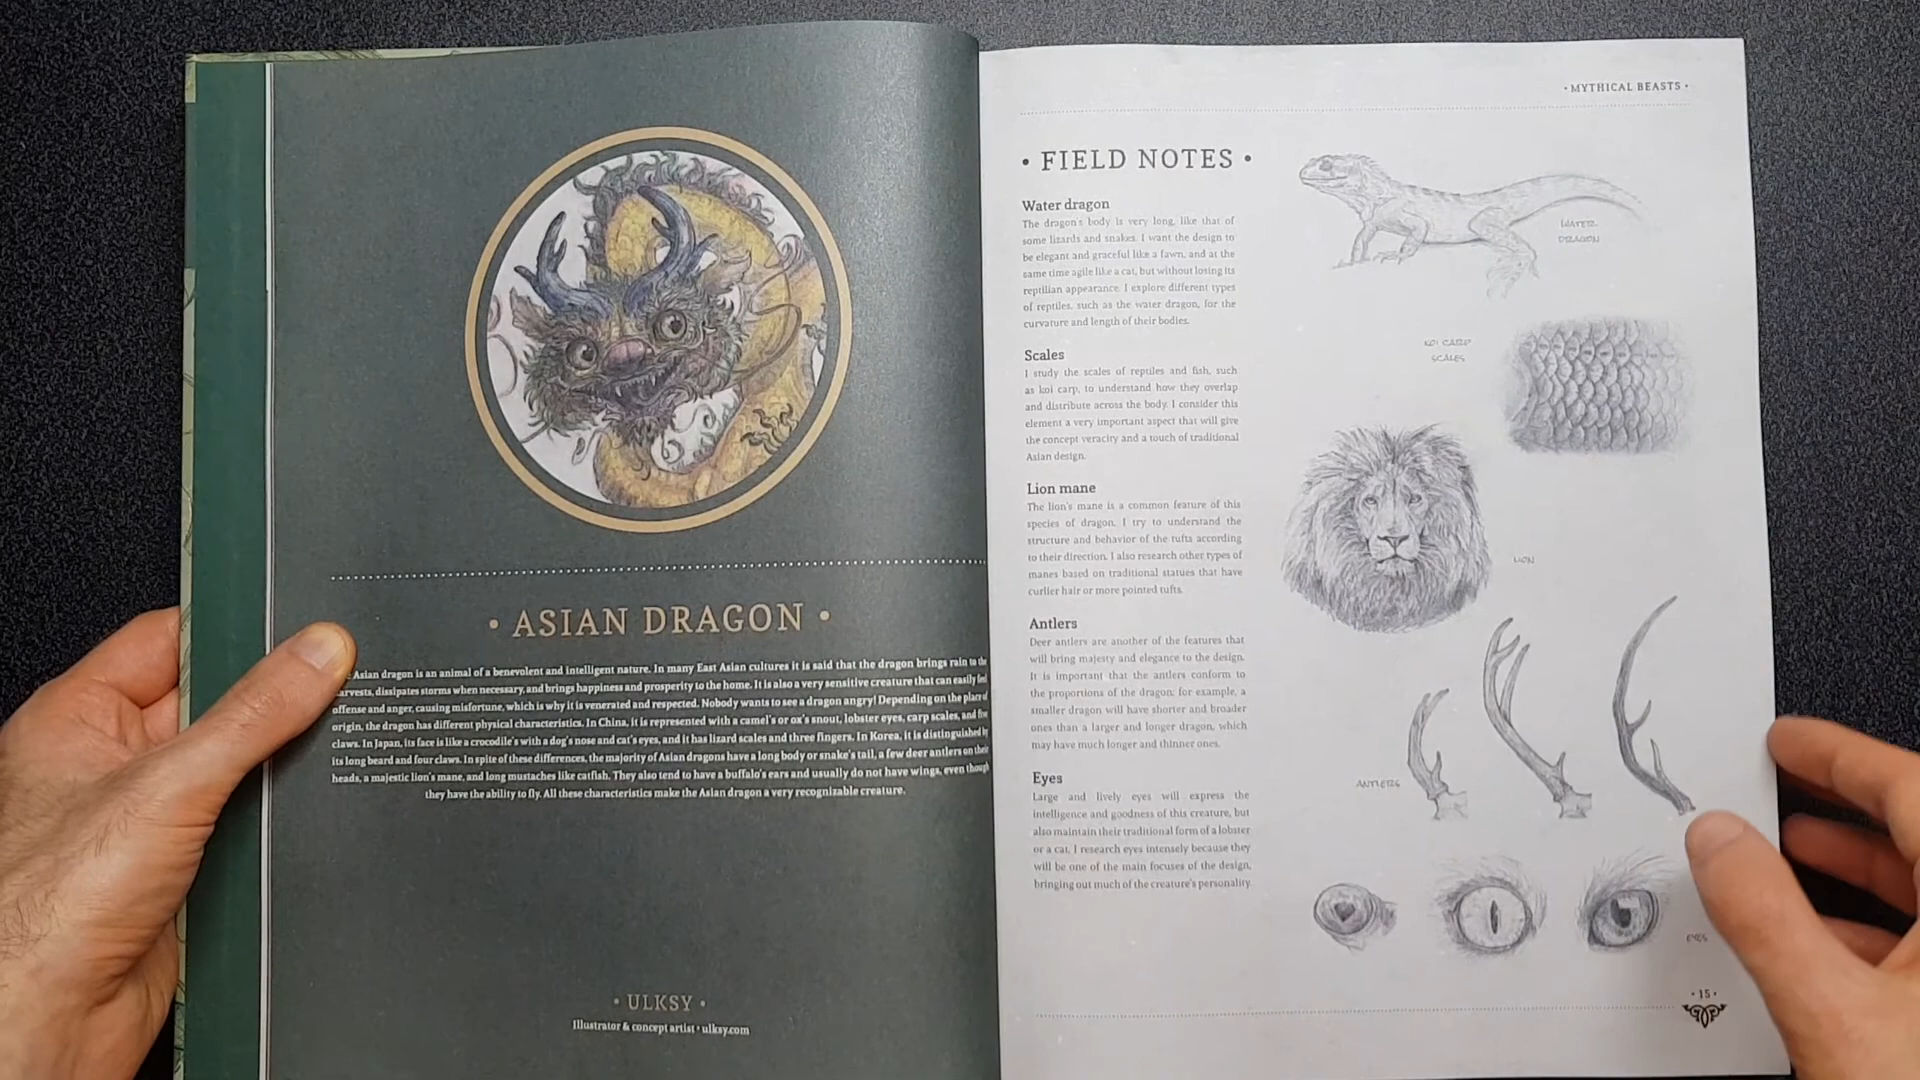 • ASIAN DRAGON •
Asian dragon is an animal of a benevolent and intelligent nature. In many East Asian cultures it is said that the dragon brings rain to the
arvests, dissipates storms when necessary, and brings happiness and prosperity to the home. It is also a very sensitive creature that can easily feel
offense and anger, causing misfortune, which is why it is venerated and respected. Nobody wants to see a dragon angry! Depending on the place of
origin, the dragon has different physical characteristics. In China, it is represented with a camel's or ox's snout, lobster eyes, carp scales, and five
claws. In Japan, its face is like a crocodile's with a dog's nose and cat's eyes, and it has lizard scales and three fingers. In Korea, it is distinguished by
its long beard and four claws. In spite of these differences, the majority of Asian dragons have a long body or snake's tail, a few deer antlers on their
heads, a majestic lion's mane, and long mustaches like catfish. They also tend to have a buffalo's ears and usually do not have wings, even though
they have the ability to fly. All these characteristics make the Asian dragon a very recognizable creature.
• ULKSY •
Illustrator & concept artist • ulksy.com
• MYTHICAL BEASTS •
• FIELD NOTES •
Water dragon
The dragon's body is very long, like that of
some lizards and snakes. I want the design to
be elegant and graceful like a fawn, and at the
same time agile like a cat, but without losing its
reptilian appearance. I explore different types
of reptiles, such as the water dragon, for the
curvature and length of their bodies.
Scales
I study the scales of reptiles and fish, such
as koi carp, to understand how they overlap
and distribute across the body. I consider this
element a very important aspect that will give
the concept veracity and a touch of traditional
Asian design.
Lion mane
The lion's mane is a common feature of this
species of dragon. I try to understand the
structure and behavior of the tufts according
to their direction. I also research other types of
manes based on traditional statues that have
curlier hair or more pointed tufts.
Antlers
Deer antlers are another of the features that
will bring majesty and elegance to the design.
It is important that the antlers conform to
the proportions of the dragon; for example, a
smaller dragon will have shorter and broader
ones than a larger and longer dragon, which
may have much longer and thinner ones.
Eyes
Large and lively eyes will express the
intelligence and goodness of this creature, but
also maintain their traditional form of a lobster
or a cat. I research eyes intensely because they
will be one of the main focuses of the design,
bringing out much of the creature's personality
WATER
DRAGON
KOI CARP
SCALES
LION
ANTLERS
EYES
• 15 •